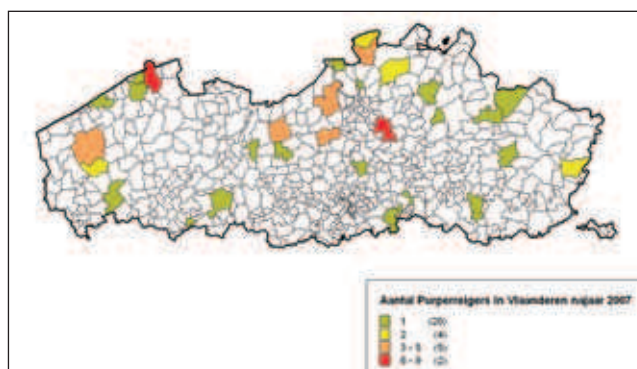 Aantal Purperreigers in Vlaanderen najaar 2007
1 (20)
2 (4)
3 - 5 (5)
6 - 9 (2)